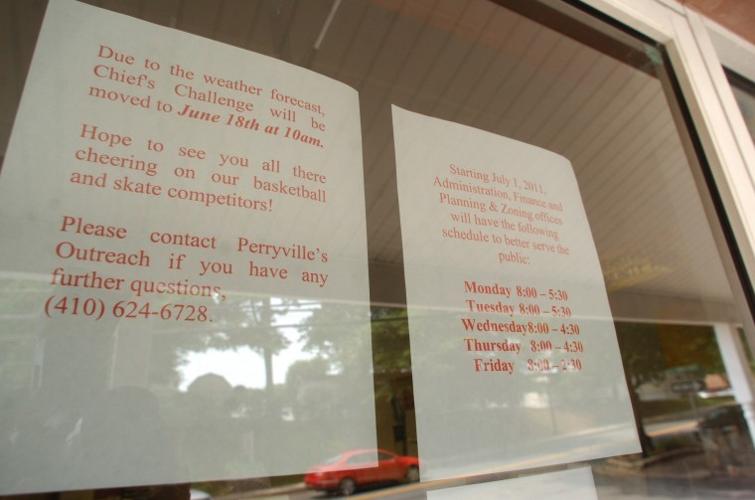 Due to the weather forecast,
Chief's Challenge will be
moved to June 18th at 10am.
Hope to see you all there
cheering on our basketball
and skate competitors!
Please contact Perryville's
Outreach if you have any
further questions,
(410) 624-6728.
Starting July 1, 2011,
Administration, Finance and
Planning & Zoning offices
will have the following
schedule to better serve the
public:
Monday 8:00 – 5:30
Tuesday 8:00 – 5:30
Wednesday8:00 – 4:30
Thursday 8:00 – 4:30
Friday 8:00 – 2:30